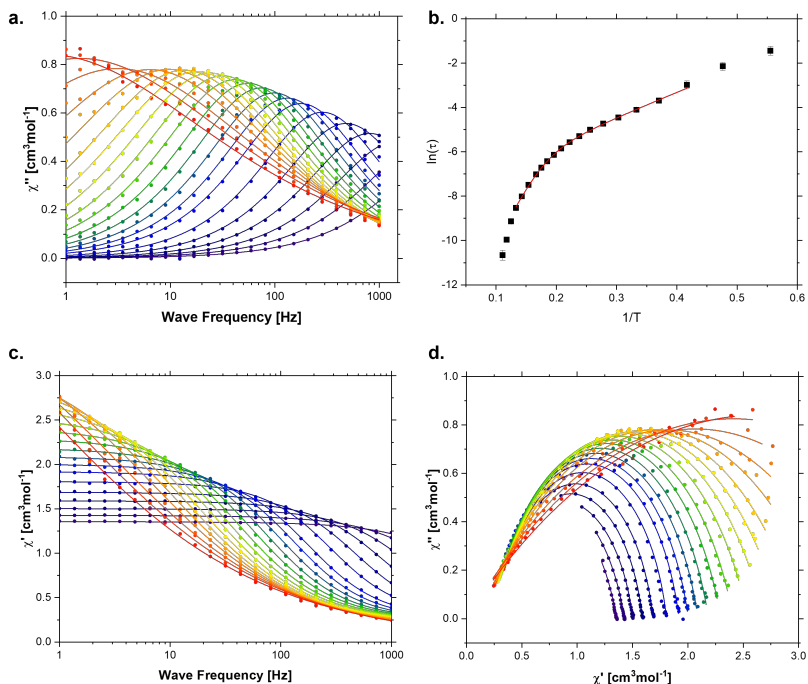 a.
χ'' [cm³mol⁻¹]
1.0
0.8
0.6
0.4
0.2
0.0
1 10 100 1000
Wave Frequency [Hz]
b.
ln(τ)
0
-2
-4
-6
-8
-10
-12
0.1 0.2 0.3 0.4 0.5 0.6
1/T
c.
χ' [cm³mol⁻¹]
3.0
2.5
2.0
1.5
1.0
0.5
0.0
1 10 100 1000
Wave Frequency [Hz]
d.
χ'' [cm³mol⁻¹]
1.0
0.8
0.6
0.4
0.2
0.0
0.0 0.5 1.0 1.5 2.0 2.5 3.0
χ' [cm³mol⁻¹]